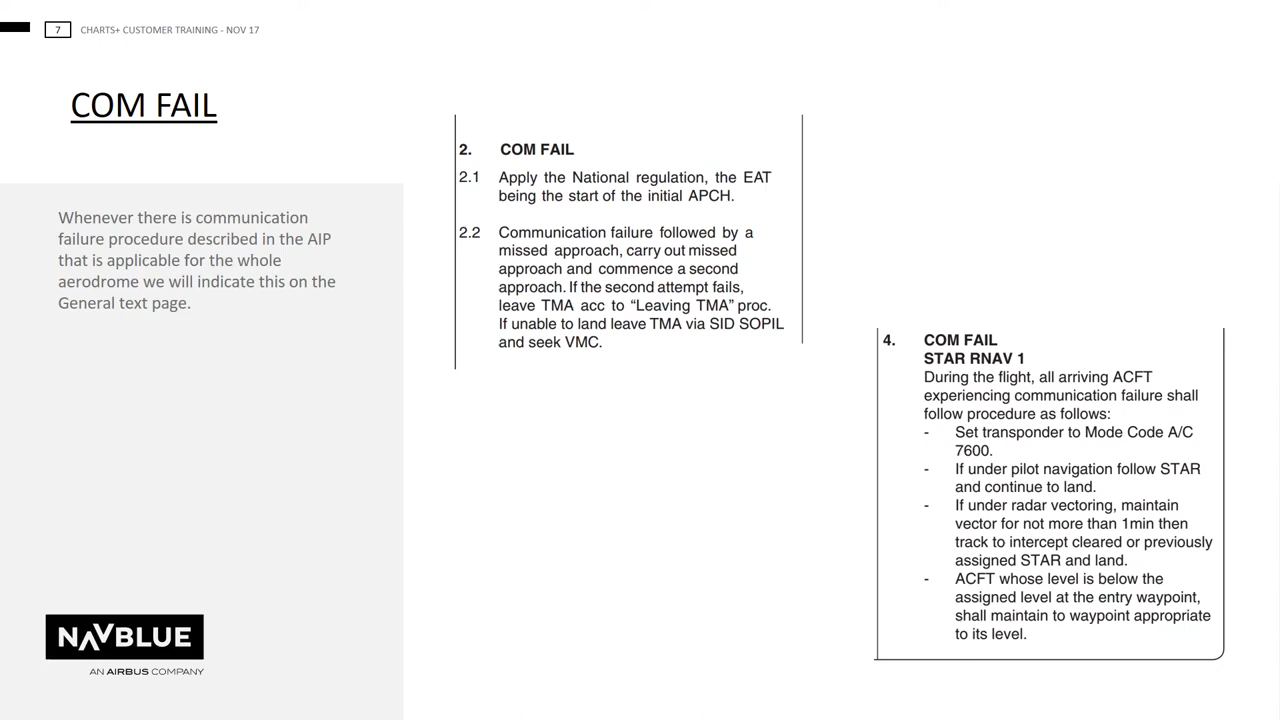 7
CHARTS+ CUSTOMER TRAINING - NOV 17
COM FAIL
Whenever there is communication
failure procedure described in the AIP
that is applicable for the whole
aerodrome we will indicate this on the
General text page.
2. COM FAIL
2.1 Apply the National regulation, the EAT
being the start of the initial APCH.
2.2 Communication failure followed by a
missed approach, carry out missed
approach and commence a second
approach. If the second attempt fails,
leave TMA acc to “Leaving TMA” proc.
If unable to land leave TMA via SID SOPIL
and seek VMC.
4. COM FAIL
STAR RNAV 1
During the flight, all arriving ACFT
experiencing communication failure shall
follow procedure as follows:
- Set transponder to Mode Code A/C
7600.
- If under pilot navigation follow STAR
and continue to land.
- If under radar vectoring, maintain
vector for not more than 1min then
track to intercept cleared or previously
assigned STAR and land.
- ACFT whose level is below the
assigned level at the entry waypoint,
shall maintain to waypoint appropriate
to its level.
NAVBLUE
AN AIRBUS COMPANY